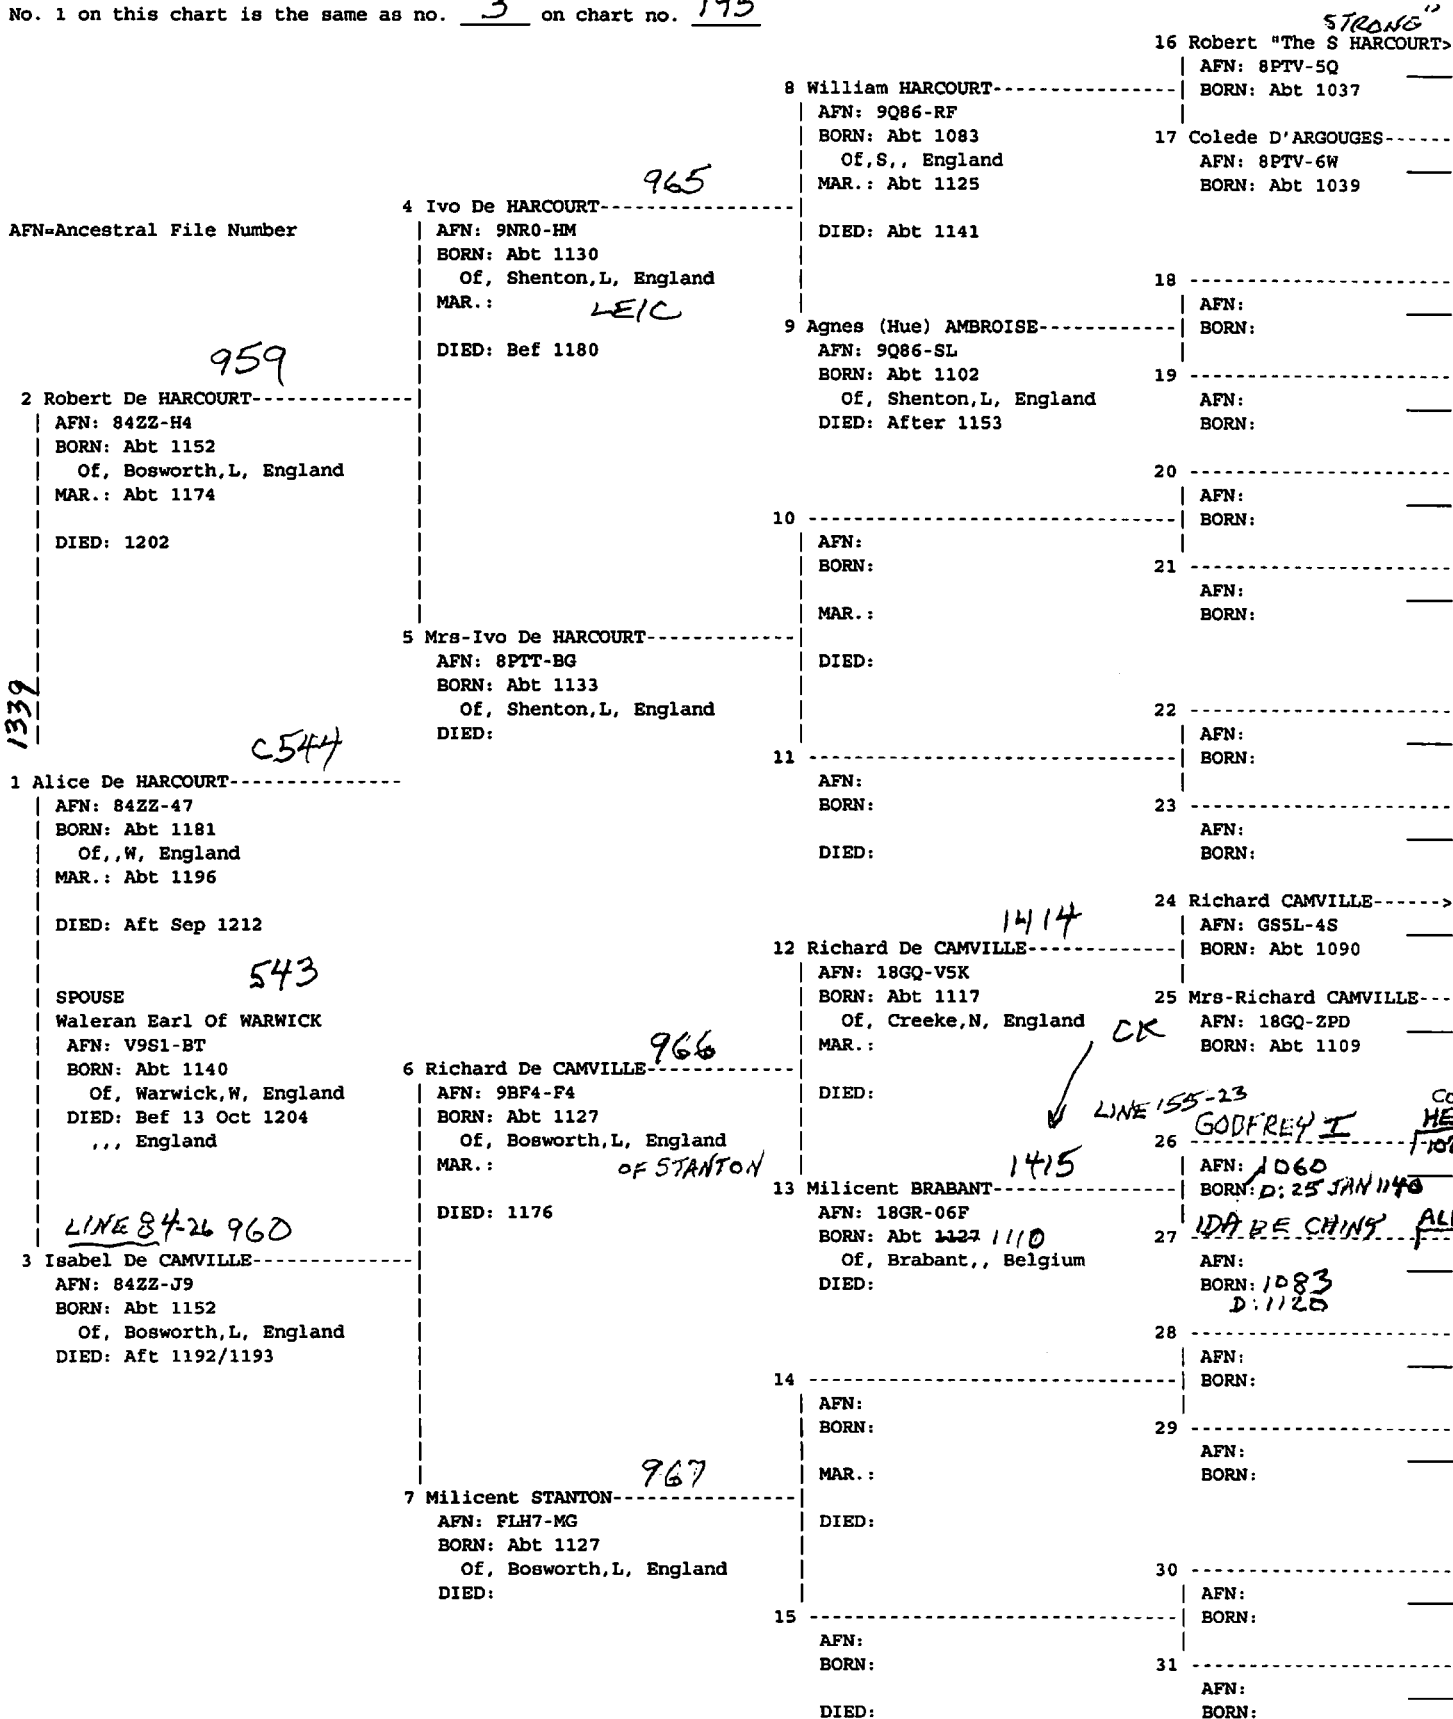 No. 1 on this chart is the same as no. 3 on chart no. 195
AFN=Ancestral File Number
1339
C544
1 Alice De HARCOURT
AFN: 84ZZ-47
BORN: Abt 1181
Of,,W, England
MAR.: Abt 1196
DIED: Aft Sep 1212
543
SPOUSE
Waleran Earl Of WARWICK
AFN: V9S1-BT
BORN: Abt 1140
Of, Warwick,W, England
DIED: Bef 13 Oct 1204
,,, England
959
2 Robert De HARCOURT
AFN: 84ZZ-H4
BORN: Abt 1152
Of, Bosworth,L, England
MAR.: Abt 1174
DIED: 1202
LINE 84-26 960
3 Isabel De CAMVILLE
AFN: 84ZZ-J9
BORN: Abt 1152
Of, Bosworth,L, England
DIED: Aft 1192/1193
965
4 Ivo De HARCOURT
AFN: 9NR0-HM
BORN: Abt 1130
Of, Shenton,L, England
MAR.:
LEIC
DIED: Bef 1180
5 Mrs-Ivo De HARCOURT
AFN: 8PTT-BG
BORN: Abt 1133
Of, Shenton,L, England
DIED:
966
6 Richard De CAMVILLE
AFN: 9BF4-F4
BORN: Abt 1127
Of, Bosworth,L, England
MAR.:
OF STANTON
DIED: 1176
967
7 Milicent STANTON
AFN: FLH7-MG
BORN: Abt 1127
Of, Bosworth,L, England
DIED:
8 William HARCOURT
AFN: 9Q86-RF
BORN: Abt 1083
Of,S,, England
MAR.: Abt 1125
DIED: Abt 1141
9 Agnes (Hue) AMBROISE
AFN: 9Q86-SL
BORN: Abt 1102
Of, Shenton,L, England
DIED: After 1153
10
AFN:
BORN:
MAR.:
DIED:
11
AFN:
BORN:
DIED:
1414
12 Richard De CAMVILLE
AFN: 18GQ-V5K
BORN: Abt 1117
Of, Creeke,N, England
CK
MAR.:
DIED:
1415
13 Milicent BRABANT
AFN: 18GR-06F
BORN: Abt 1127 1110
Of, Brabant,, Belgium
DIED:
14
AFN:
BORN:
MAR.:
DIED:
15
AFN:
BORN:
DIED:
STRONG"
16 Robert "The S HARCOURT>
AFN: 8PTV-5Q
BORN: Abt 1037
17 Colede D'ARGOUGES
AFN: 8PTV-6W
BORN: Abt 1039
18
AFN:
BORN:
19
AFN:
BORN:
20
AFN:
BORN:
21
AFN:
BORN:
22
AFN:
BORN:
23
AFN:
BORN:
24 Richard CAMVILLE------>
AFN: GS5L-4S
BORN: Abt 1090
25 Mrs-Richard CAMVILLE
AFN: 18GQ-ZPD
BORN: Abt 1109
LINE 155-23
GODFREY I
26
AFN: 1060
BORN: D: 25 JAN 1140
IDA DE CHINY
27
AFN:
BORN: 1083
D: 1120
28
AFN:
BORN:
29
AFN:
BORN:
30
AFN:
BORN:
31
AFN:
BORN: